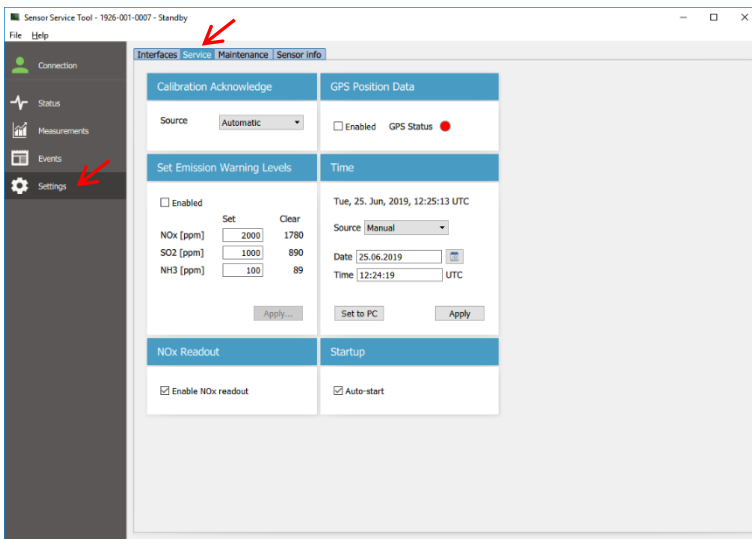 Sensor Service Tool - 1926-001-0007 - Standby
File Help
Connection
Status
Measurements
Events
Settings
Interfaces Service Maintenance Sensor info
Calibration Acknowledge
Source Automatic
GPS Position Data
Enabled GPS Status
Set Emission Warning Levels
Enabled
Set Clear
NOx [ppm] 2000 1780
SO2 [ppm] 1000 890
NH3 [ppm] 100 89
Apply...
Time
Tue, 25. Jun, 2019, 12:25:13 UTC
Source Manual
Date 25.06.2019
Time 12:24:19 UTC
Set to PC Apply
NOx Readout
Enable NOx readout
Startup
Auto-start